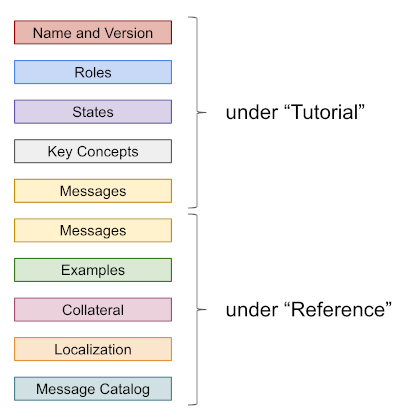 Name and Version
Roles
States
Key Concepts
Messages
under “Tutorial”
Messages
Examples
Collateral
Localization
Message Catalog
under “Reference”